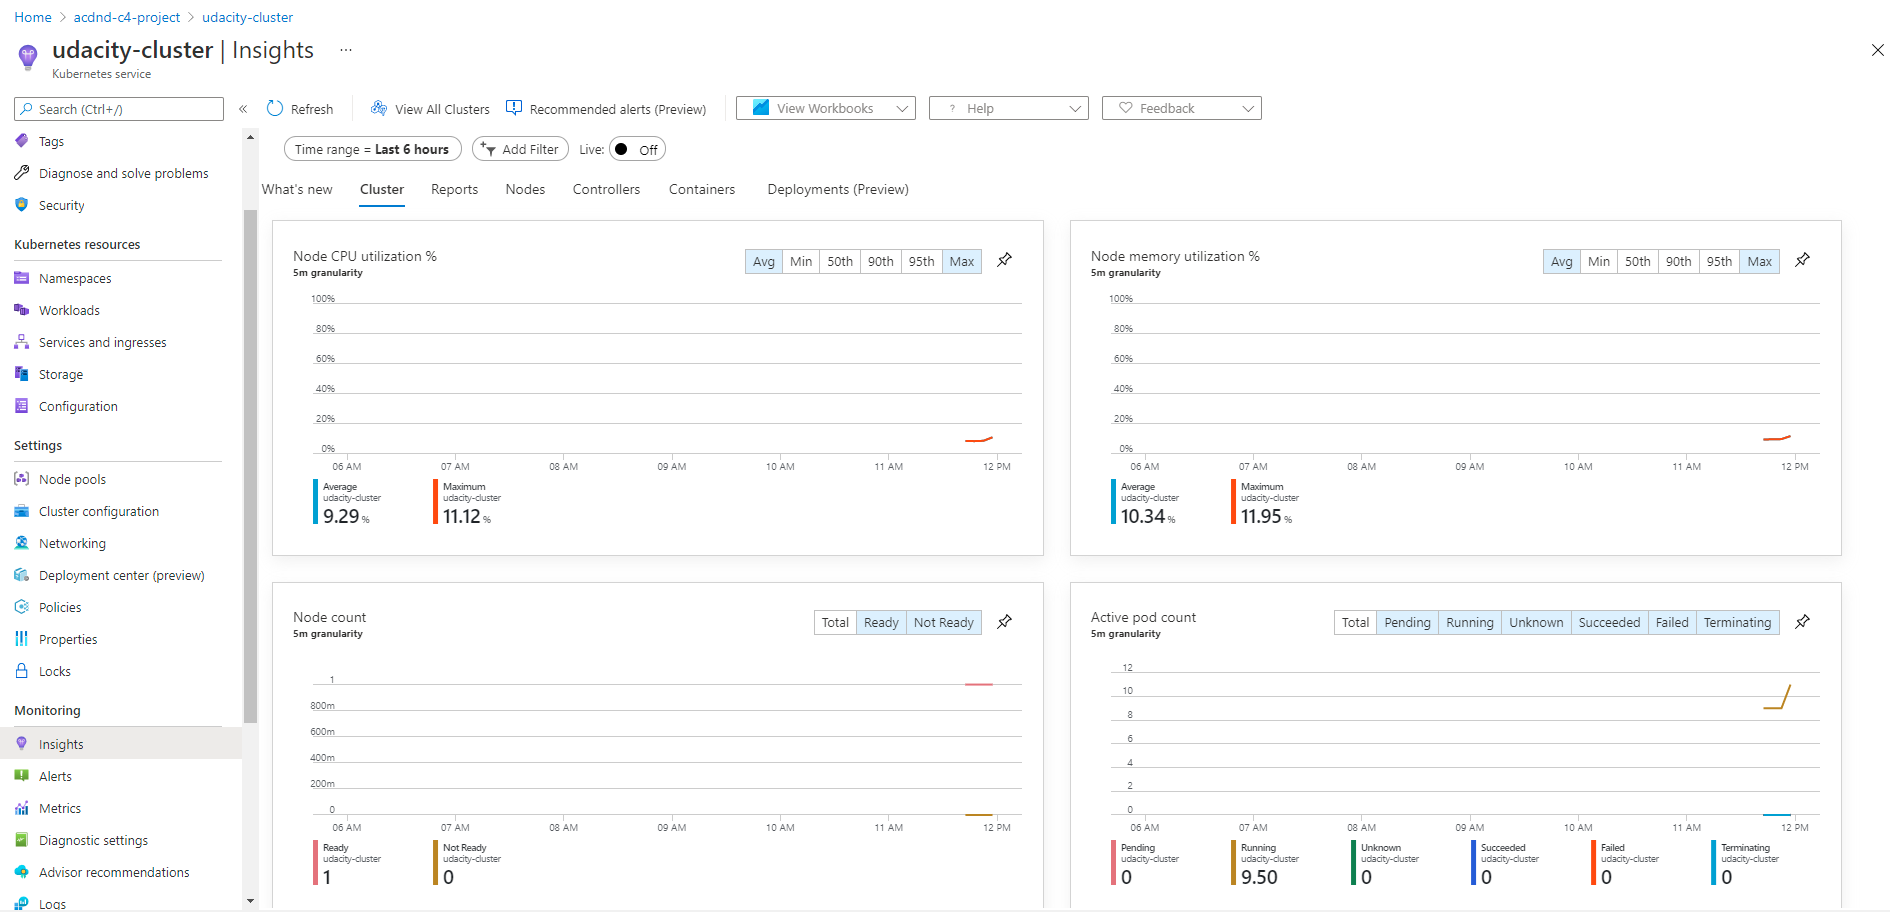 Home > acdnd-c4-project > udacity-cluster
udacity-cluster | Insights ...
Kubernetes service
Search (Ctrl+/)
«
Refresh
View All Clusters
Recommended alerts (Preview)
View Workbooks
? Help
Feedback
Time range = Last 6 hours
Add Filter
Live: Off
What's new
Cluster
Reports
Nodes
Controllers
Containers
Deployments (Preview)
Tags
Diagnose and solve problems
Security
Kubernetes resources
Namespaces
Workloads
Services and ingresses
Storage
Configuration
Settings
Node pools
Cluster configuration
Networking
Deployment center (preview)
Policies
Properties
Locks
Monitoring
Insights
Alerts
Metrics
Diagnostic settings
Advisor recommendations
Logs
Node CPU utilization %
5m granularity
Avg Min 50th 90th 95th Max
100%
80%
60%
40%
20%
0%
06 AM 07 AM 08 AM 09 AM 10 AM 11 AM 12 PM
Average
udacity-cluster
9.29 %
Maximum
udacity-cluster
11.12 %
Node memory utilization %
5m granularity
Avg Min 50th 90th 95th Max
100%
80%
60%
40%
20%
0%
06 AM 07 AM 08 AM 09 AM 10 AM 11 AM 12 PM
Average
udacity-cluster
10.34 %
Maximum
udacity-cluster
11.95 %
Node count
5m granularity
Total Ready Not Ready
1
800m
600m
400m
200m
0
06 AM 07 AM 08 AM 09 AM 10 AM 11 AM 12 PM
Ready
udacity-cluster
1
Not Ready
udacity-cluster
0
Active pod count
5m granularity
Total Pending Running Unknown Succeeded Failed Terminating
12
10
8
6
4
2
0
06 AM 07 AM 08 AM 09 AM 10 AM 11 AM 12 PM
Pending
udacity-cluster
0
Running
udacity-cluster
9.50
Unknown
udacity-cluster
0
Succeeded
udacity-cluster
0
Failed
udacity-cluster
0
Terminating
udacity-cluster
0